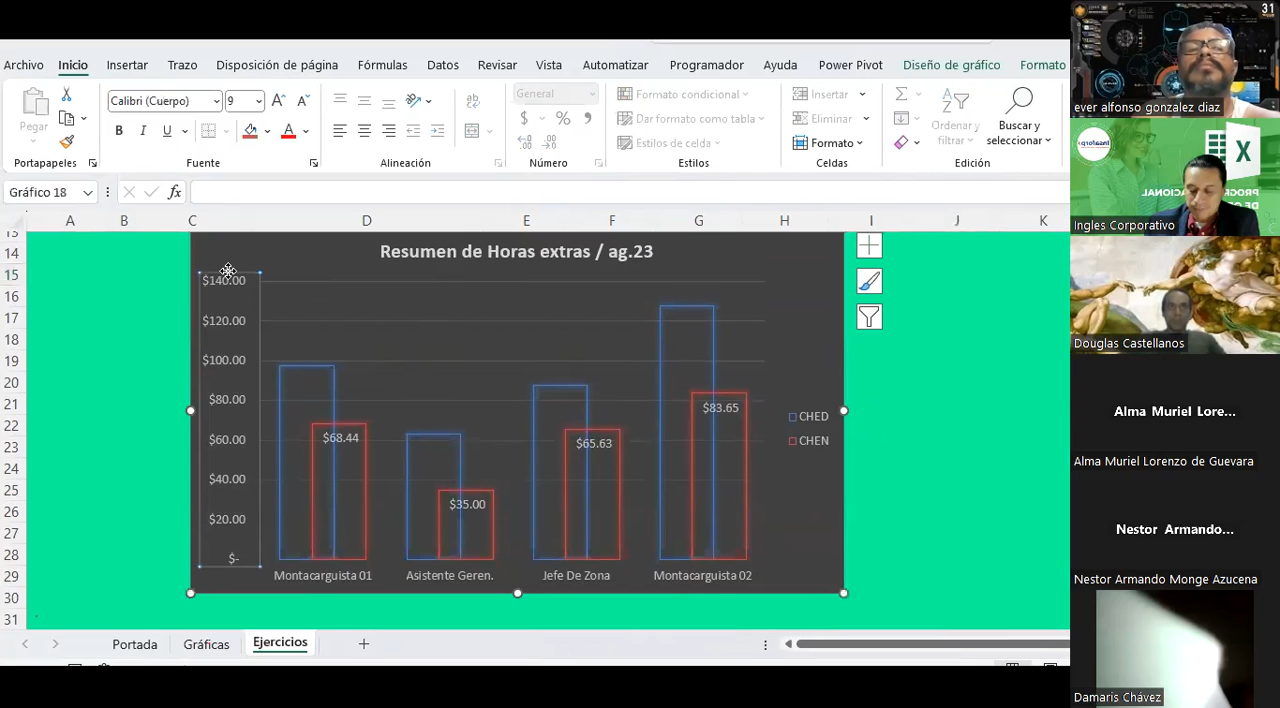 Archivo Inicio Insertar Trazo Disposición de página Fórmulas Datos Revisar Vista Automatizar Programador Ayuda Power Pivot Diseño de gráfico Formato
Pegar
Calibri (Cuerpo) 9
N K S
General
$ % 000
Formato condicional
Dar formato como tabla
Estilos de celda
Insertar
Eliminar
Formato
Ordenar y filtrar
Buscar y seleccionar
Portapapeles Fuente Alineación Número Estilos Celdas Edición
Gráfico 18
fx
A B C D E F G H I J K
14
15
16
17
18
19
20
21
22
23
24
25
26
27
28
29
30
31
Resumen de Horas extras / ag.23
$140.00
$120.00
$100.00
$80.00
$60.00
$40.00
$20.00
$-
$68.44
$35.00
$65.63
$83.65
Montacarguista 01 Asistente Geren. Jefe De Zona Montacarguista 02
CHED
CHEN
Portada Gráficas Ejercicios
31
ever alfonso gonzalez diaz
Ingles Corporativo
Douglas Castellanos
Alma Muriel Lore...
Alma Muriel Lorenzo de Guevara
Nestor Armando...
Nestor Armando Monge Azucena
Damaris Chávez